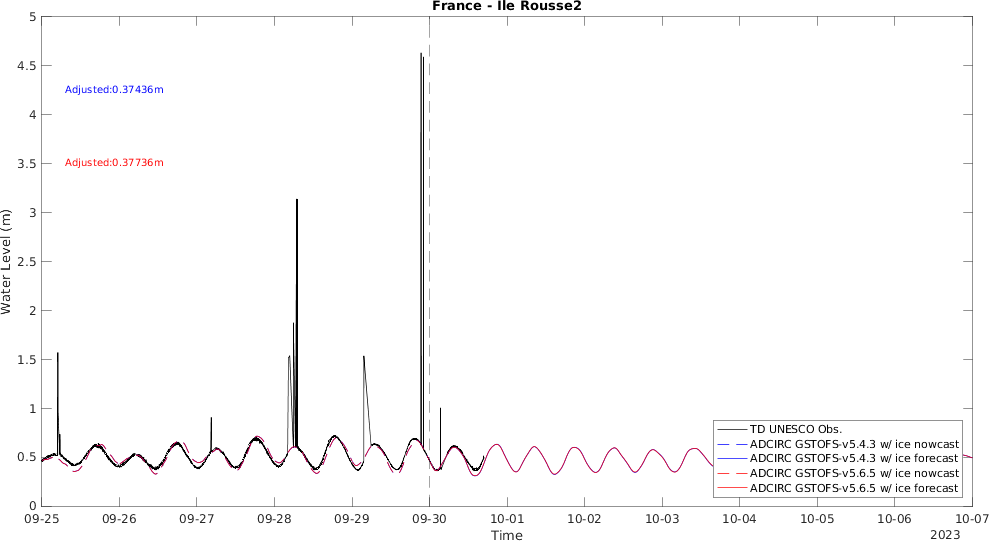 France - Ile Rousse2
5
4.5
4
3.5
3
2.5
2
1.5
1
0.5
0
Water Level (m)
Adjusted:0.37436m
Adjusted:0.37736m
TD UNESCO Obs.
ADCIRC GSTOFS-v5.4.3 w/ ice nowcast
ADCIRC GSTOFS-v5.4.3 w/ ice forecast
ADCIRC GSTOFS-v5.6.5 w/ ice nowcast
ADCIRC GSTOFS-v5.6.5 w/ ice forecast
09-25 09-26 09-27 09-28 09-29 09-30 10-01 10-02 10-03 10-04 10-05 10-06 10-07
Time
2023